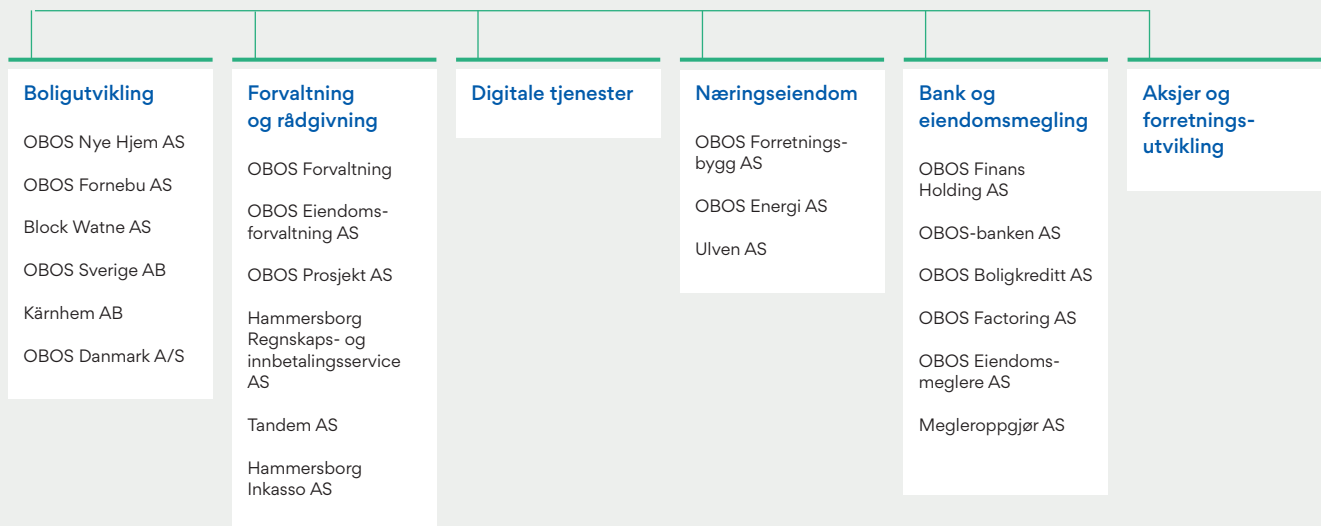 Boligutvikling
OBOS Nye Hjem AS
OBOS Fornebu AS
Block Watne AS
OBOS Sverige AB
Kärnhem AB
OBOS Danmark A/S
Forvaltning
og rådgivning
OBOS Forvaltning
OBOS Eiendoms-
forvaltning AS
OBOS Prosjekt AS
Hammersborg
Regnskaps- og
innbetalingsservice
AS
Tandem AS
Hammersborg
Inkasso AS
Digitale tjenester
Næringseiendom
OBOS Forretnings-
bygg AS
OBOS Energi AS
Ulven AS
Bank og
eiendomsmegling
OBOS Finans
Holding AS
OBOS-banken AS
OBOS Boligkreditt AS
OBOS Factoring AS
OBOS Eiendoms-
meglere AS
Megleroppgjør AS
Aksjer og
forretnings-
utvikling